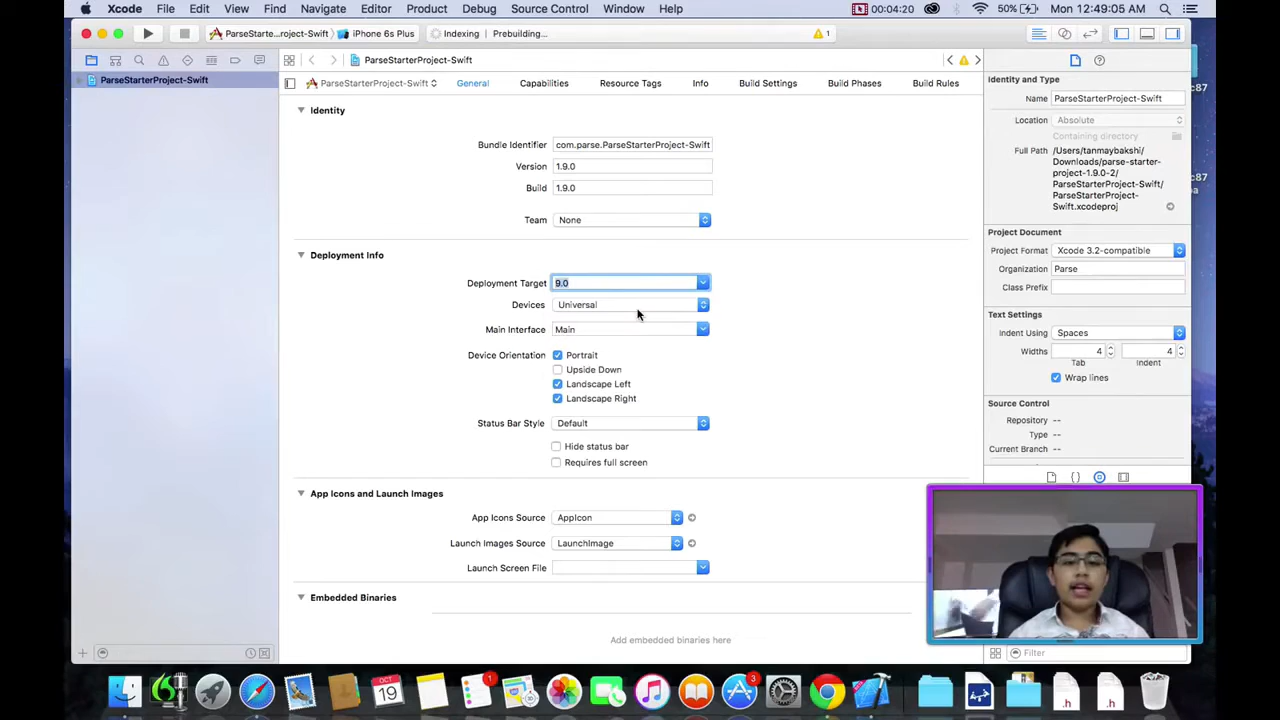 Xcode File Edit View Find Navigate Editor Product Debug Source Control Window Help 00:04:20 50% Mon 12:49:05 AM
ParseStarte...roject-Swift iPhone 6s Plus Indexing Prebuilding... 1
ParseStarterProject-Swift
ParseStarterProject-Swift
ParseStarterProject-Swift General Capabilities Resource Tags Info Build Settings Build Phases Build Rules
Identity
Bundle Identifier com.parse.ParseStarterProject-Swift
Version 1.9.0
Build 1.9.0
Team None
Deployment Info
Deployment Target 9.0
Devices Universal
Main Interface Main
Device Orientation Portrait
Upside Down
Landscape Left
Landscape Right
Status Bar Style Default
Hide status bar
Requires full screen
App Icons and Launch Images
App Icons Source AppIcon
Launch Images Source LaunchImage
Launch Screen File
Embedded Binaries
Add embedded binaries here
Identity and Type
Name ParseStarterProject-Swift
Location Absolute
Containing directory
Full Path /Users/tanmaybakshi/
Downloads/parse-starter-
project-1.9.0-2/
ParseStarterProject-Swift/
ParseStarterProject-
Swift.xcodeproj
Project Document
Project Format Xcode 3.2-compatible
Organization Parse
Class Prefix
Text Settings
Indent Using Spaces
Widths 4 4
Tab Indent
Wrap lines
Source Control
Repository --
Type --
Current Branch --
Filter
c87
c87
pa
OCT
19
1
3
.h
.h